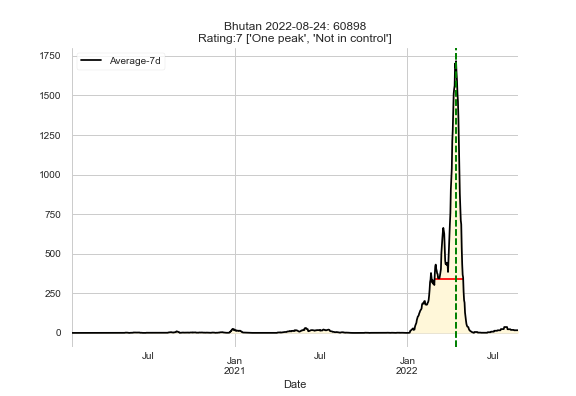 Bhutan 2022-08-24: 60898
Rating:7 ['One peak', 'Not in control']
Average-7d
1750
1500
1250
1000
750
500
250
0
Jul
Jan
2021
Jul
Jan
2022
Jul
Date